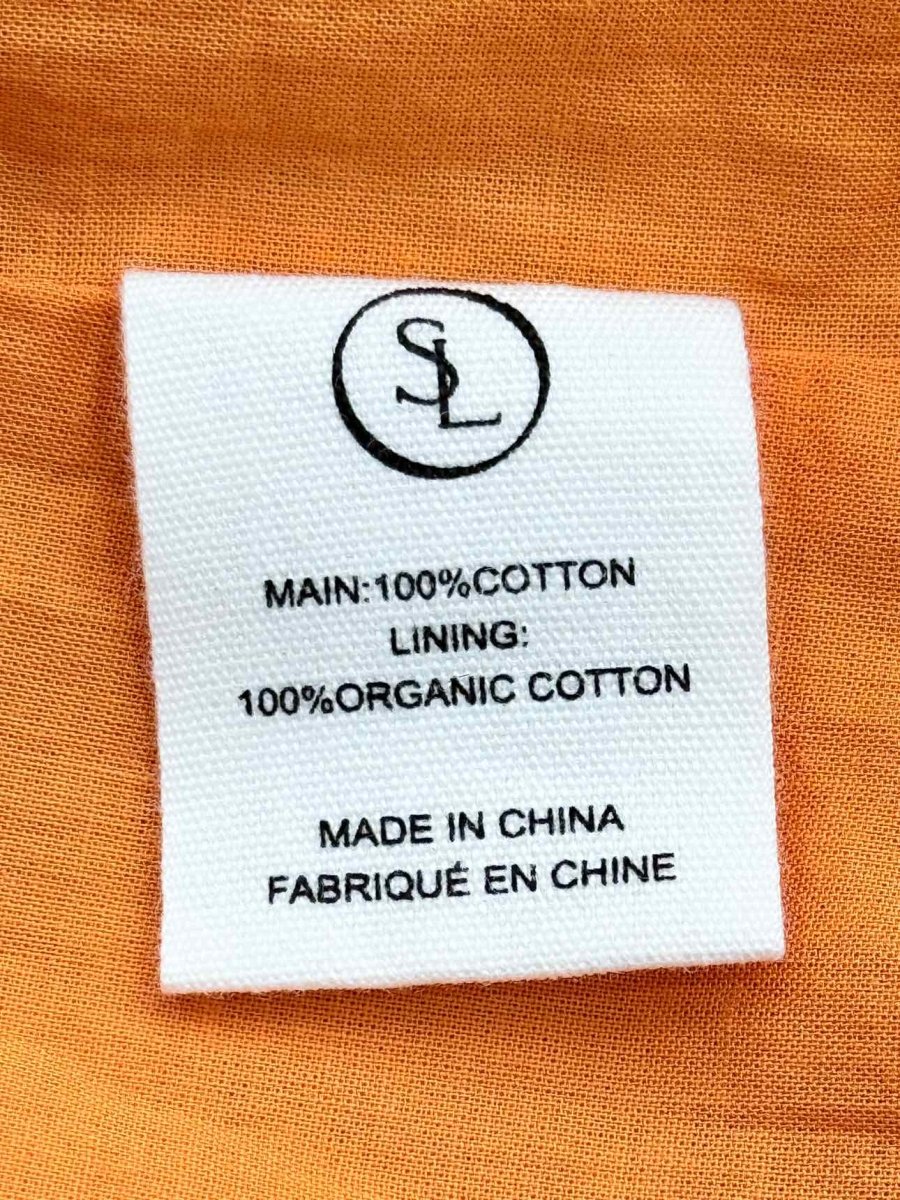 SL
MAIN:100%COTTON
LINING:
100%ORGANIC COTTON
MADE IN CHINA
FABRIQUÉ EN CHINE